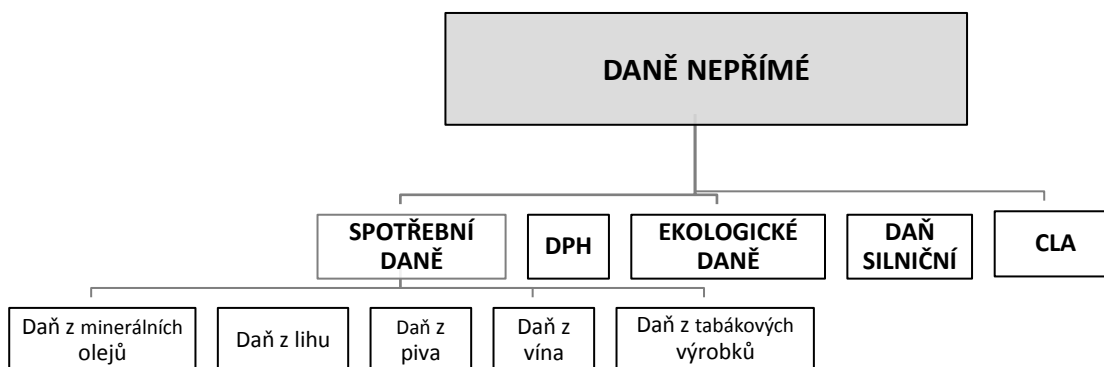 DANĚ NEPŘÍMÉ
SPOTŘEBNÍ
DANĚ
DPH
EKOLOGICKÉ
DANĚ
DAŇ
SILNIČNÍ
CLA
Daň z minerálních
olejů
Daň z lihu
Daň z
piva
Daň z
vína
Daň z tabákových
výrobků